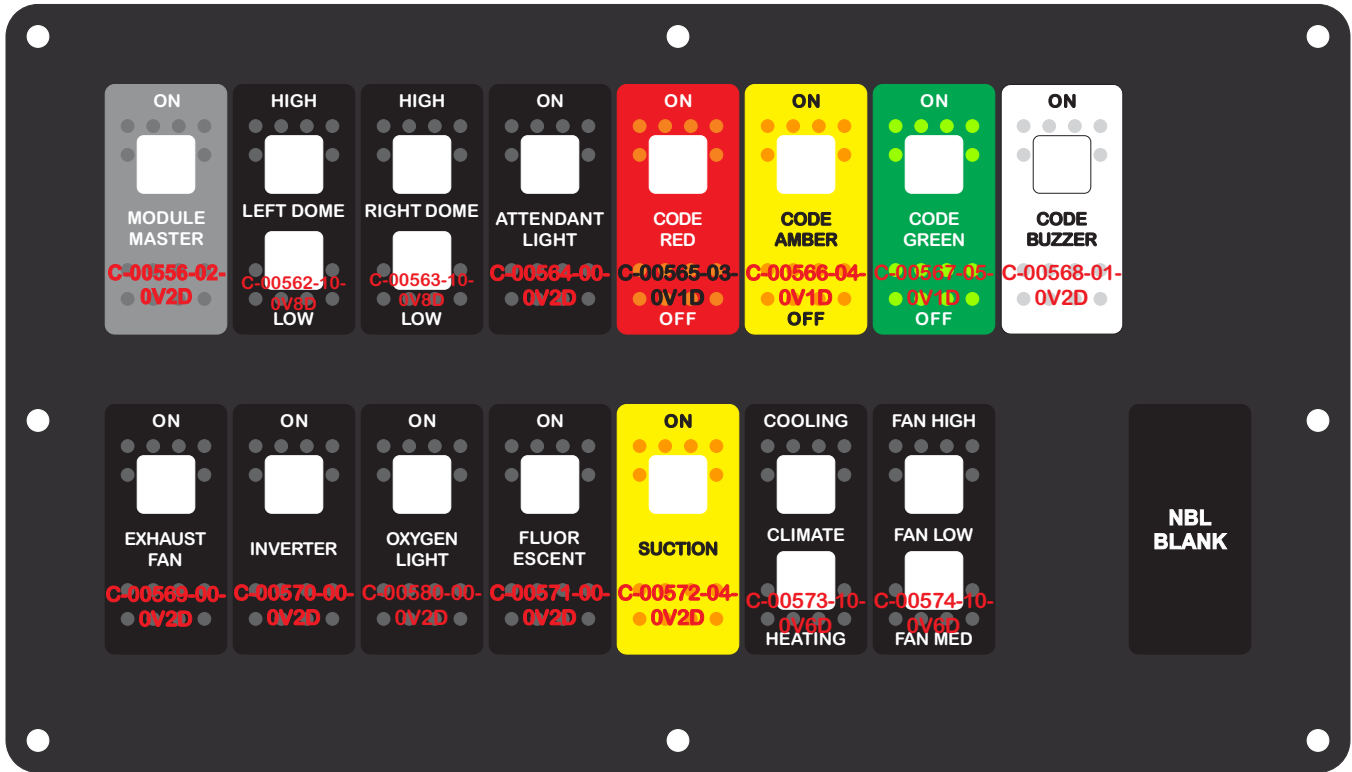 ON
MODULE
MASTER
C-00556-02-
0V2D
HIGH
LEFT DOME
C-00562-10-
0V8D
LOW
HIGH
RIGHT DOME
C-00563-10-
0V8D
LOW
ON
ATTENDANT
LIGHT
C-00564-00-
0V2D
ON
CODE
RED
C-00565-03-
0V1D
OFF
ON
CODE
AMBER
C-00566-04-
0V1D
OFF
ON
CODE
GREEN
C-00567-05-
0V1D
OFF
ON
CODE
BUZZER
C-00568-01-
0V2D
ON
EXHAUST
FAN
C-00569-00-
0V2D
ON
INVERTER
C-00570-00-
0V2D
ON
OXYGEN
LIGHT
C-00580-00-
0V2D
ON
FLUOR
ESCENT
C-00571-00-
0V2D
ON
SUCTION
C-00572-04-
0V2D
COOLING
CLIMATE
C-00573-10-
0V6D
HEATING
FAN HIGH
FAN LOW
C-00574-10-
0V6D
FAN MED
NBL
BLANK